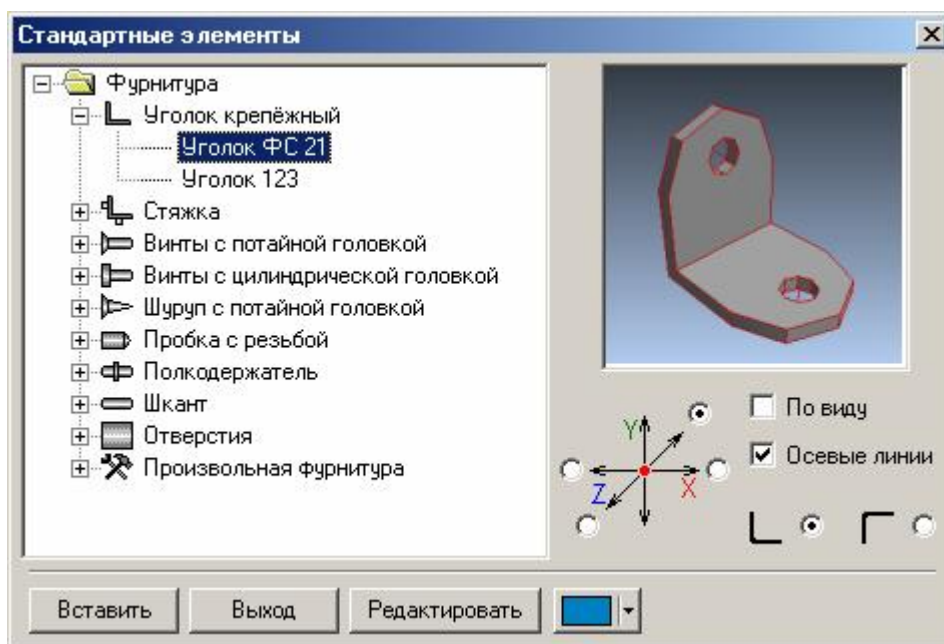 Стандартные элементы
Фурнитура
Уголок крепёжный
Уголок ФС 21
Уголок 123
Стяжка
Винты с потайной головкой
Винты с цилиндрической головкой
Шуруп с потайной головкой
Пробка с резьбой
Полкодержатель
Шкант
Отверстия
Произвольная фурнитура
По виду
Осевые линии
Y
X
Z
Вставить
Выход
Редактировать